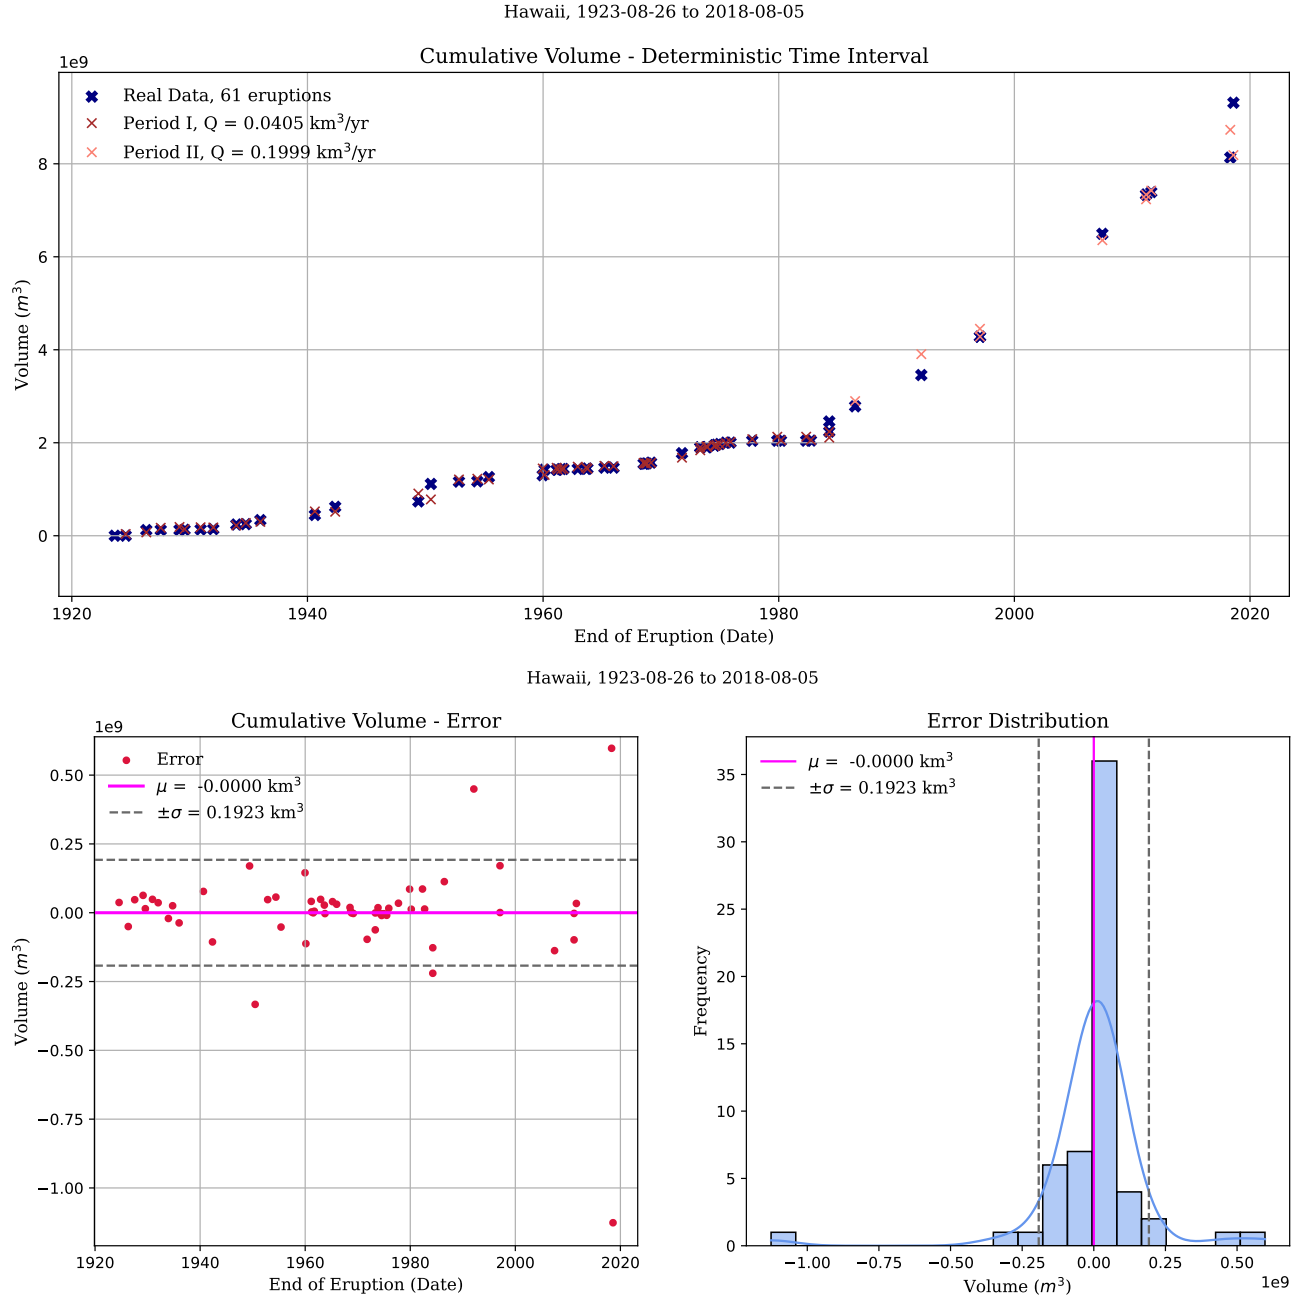 Hawaii, 1923-08-26 to 2018-08-05
Cumulative Volume - Deterministic Time Interval
1e9
Real Data, 61 eruptions
Period I, Q = 0.0405 km³/yr
Period II, Q = 0.1999 km³/yr
8
6
4
2
0
Volume (m³)
1920 1940 1960 1980 2000 2020
End of Eruption (Date)
Hawaii, 1923-08-26 to 2018-08-05
Cumulative Volume - Error
1e9
Error
μ = -0.0000 km³
±σ = 0.1923 km³
0.50
0.25
0.00
−0.25
−0.50
−0.75
−1.00
Volume (m³)
1920 1940 1960 1980 2000 2020
End of Eruption (Date)
Error Distribution
μ = -0.0000 km³
±σ = 0.1923 km³
35
30
25
20
15
10
5
0
Frequency
−1.00 −0.75 −0.50 −0.25 0.00 0.25 0.50
Volume (m³)
1e9